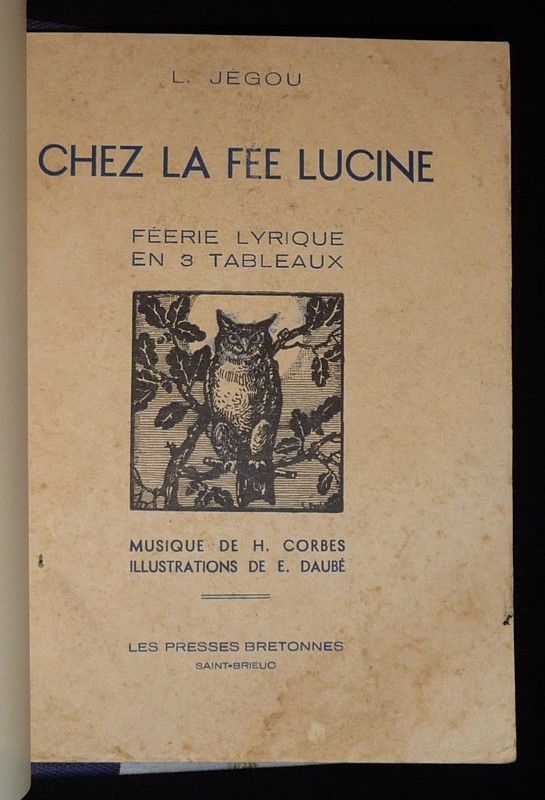 L. JÉGOU
CHEZ LA FÉE LUCINE
FÉERIE LYRIQUE
EN 3 TABLEAUX
MUSIQUE DE H. CORBES
ILLUSTRATIONS DE E. DAUBÉ
LES PRESSES BRETONNES
SAINT-BRIEUC